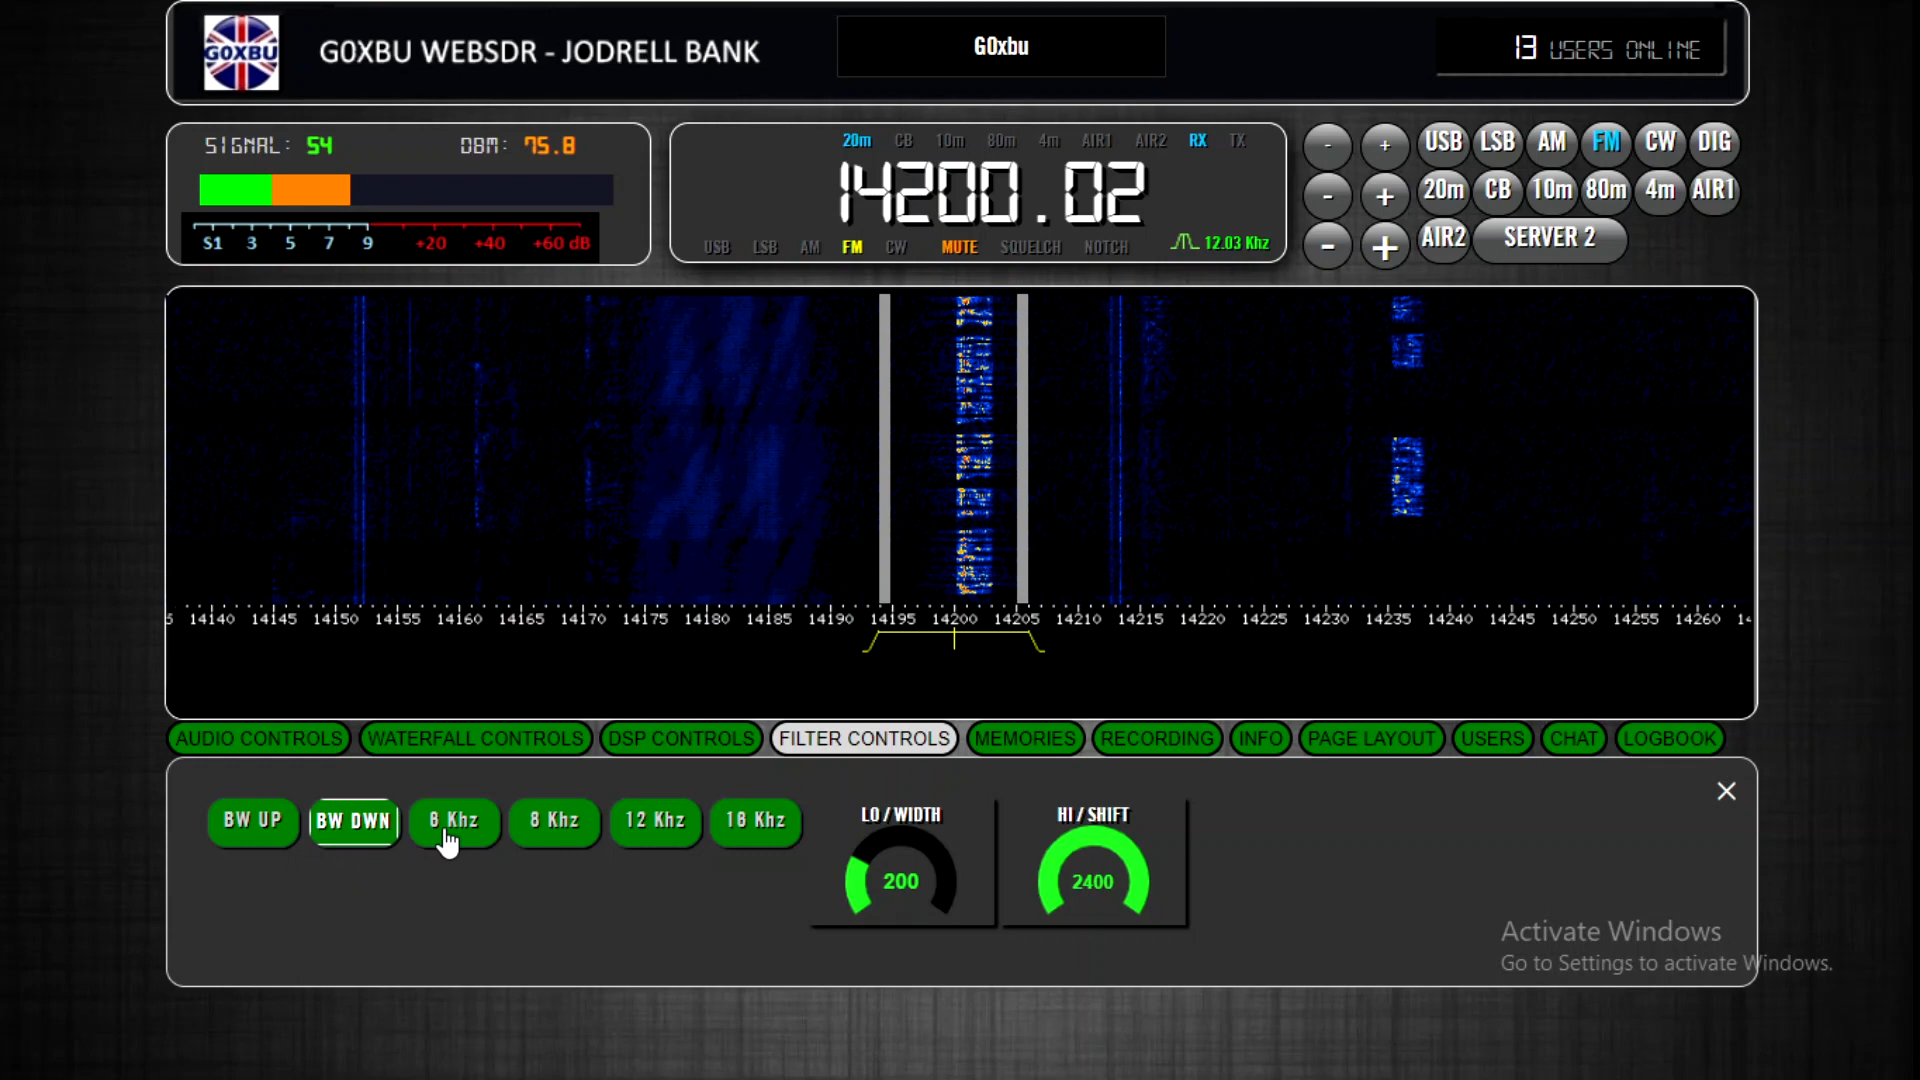 G0XBU
G0XBU WEBSDR - JODRELL BANK
G0xbu
13 USERS ONLINE
SIGNAL: S4
DBM: 75.8
S1 3 5 7 9 +20 +40 +60 dB
20m CB 10m 80m 4m AIR1 AIR2 RX TX
14200.02
USB LSB AM FM CW MUTE SQUELCH NOTCH 12.03 Khz
- + USB LSB AM FM CW DIG
- + 20m CB 10m 80m 4m AIR1
- + AIR2 SERVER 2
5 14140 14145 14150 14155 14160 14165 14170 14175 14180 14185 14190 14195 14200 14205 14210 14215 14220 14225 14230 14235 14240 14245 14250 14255 14260 14
AUDIO CONTROLS WATERFALL CONTROLS DSP CONTROLS FILTER CONTROLS MEMORIES RECORDING INFO PAGE LAYOUT USERS CHAT LOGBOOK
BW UP BW DWN 6 Khz 8 Khz 12 Khz 16 Khz
LO / WIDTH
200
HI / SHIFT
2400
Activate Windows
Go to Settings to activate Windows.